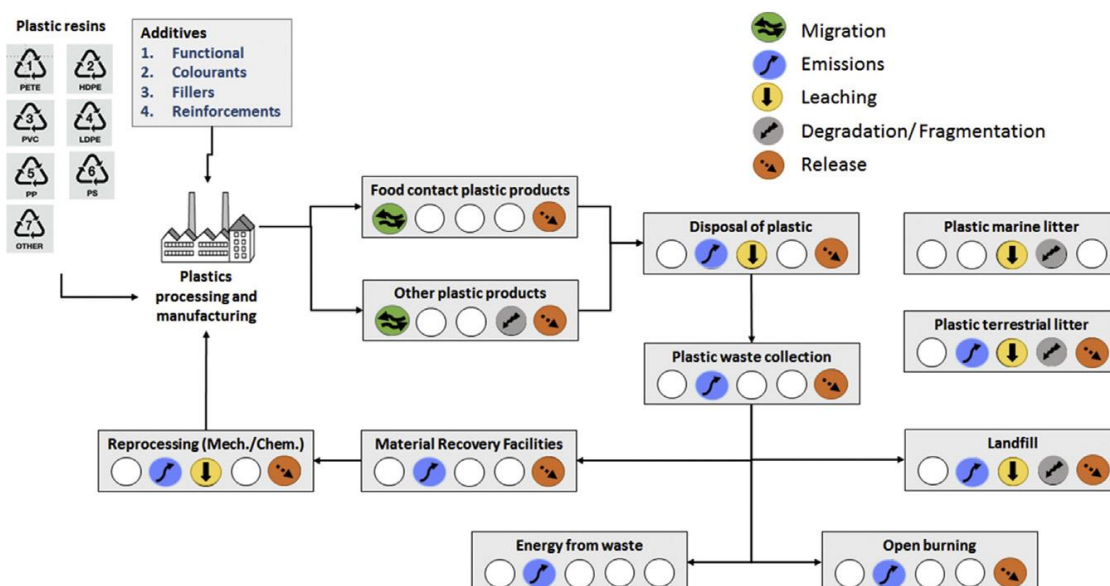 Plastic resins
1
PETE
2
HDPE
3
PVC
4
LDPE
5
PP
6
PS
7
OTHER
Additives
1. Functional
2. Colourants
3. Fillers
4. Reinforcements
Migration
Emissions
Leaching
Degradation/Fragmentation
Release
Plastics
processing and
manufacturing
Food contact plastic products
Other plastic products
Disposal of plastic
Plastic marine litter
Plastic terrestrial litter
Plastic waste collection
Reprocessing (Mech./Chem.)
Material Recovery Facilities
Landfill
Energy from waste
Open burning